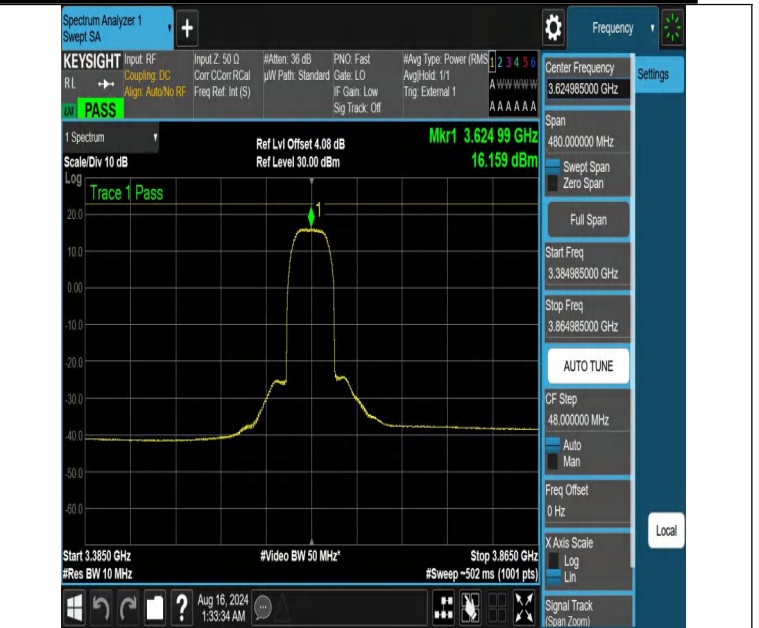 Spectrum Analyzer 1
Swept SA
+
Frequency
KEYSIGHT
RL
PASS
Input: RF
Coupling: DC
Align: Auto/No RF
Input Z: 50 Ω
Corr CCorr RCal
Freq Ref: Int (S)
#Atten: 36 dB
µW Path: Standard
PNO: Fast
Gate: LO
IF Gain: Low
Sig Track: Off
#Avg Type: Power (RMS
Avg|Hold: 1/1
Trig: External 1
1 2 3 4 5 6
A W W W W W
A A A A A A
1 Spectrum
Scale/Div 10 dB
Ref Lvl Offset 4.08 dB
Ref Level 30.00 dBm
Mkr1 3.624 99 GHz
16.159 dBm
Log
Trace 1 Pass
1
20.0
10.0
0.00
-10.0
-20.0
-30.0
-40.0
-50.0
-60.0
Start 3.3850 GHz
#Res BW 10 MHz
#Video BW 50 MHz*
Stop 3.8650 GHz
#Sweep ~502 ms (1001 pts)
Center Frequency
3.624985000 GHz
Settings
Span
480.000000 MHz
Swept Span
Zero Span
Full Span
Start Freq
3.384985000 GHz
Stop Freq
3.864985000 GHz
AUTO TUNE
CF Step
48.000000 MHz
Auto
Man
Freq Offset
0 Hz
X Axis Scale
Log
Lin
Local
Signal Track
(Span Zoom)
?
Aug 16, 2024
1:33:34 AM